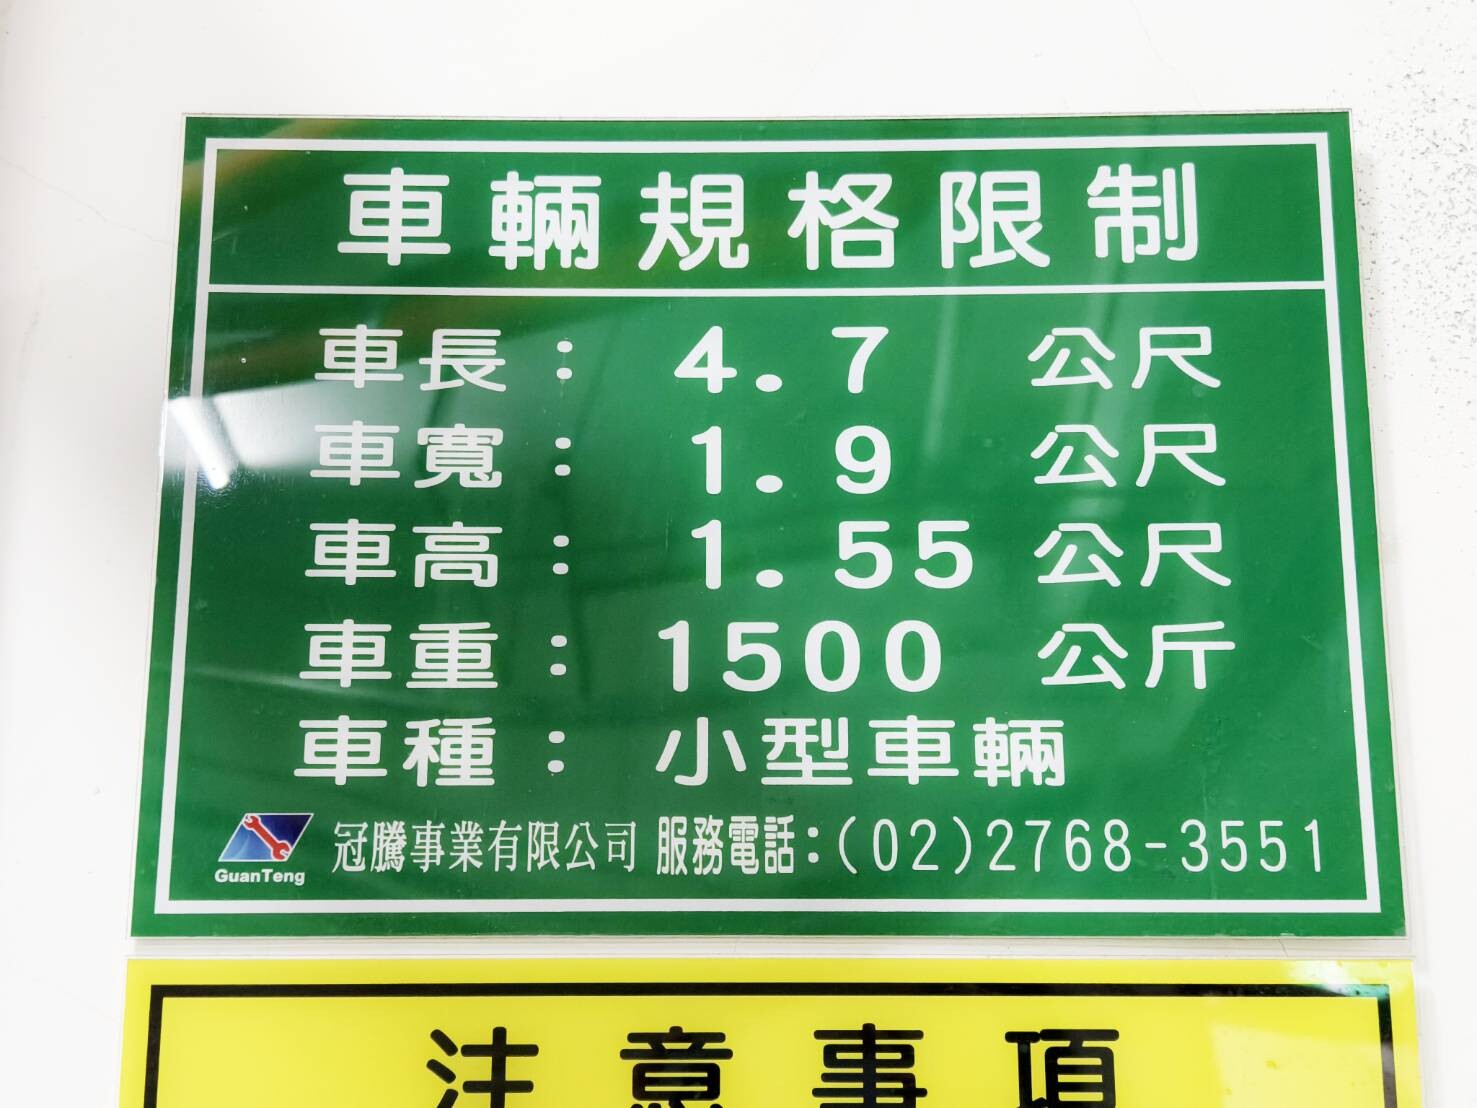 車輛規格限制
車長： 4.7 公尺
車寬： 1.9 公尺
車高： 1.55 公尺
車重： 1500 公斤
車種： 小型車輛
GuanTeng 冠騰事業有限公司 服務電話：(02)2768-3551
注意事項